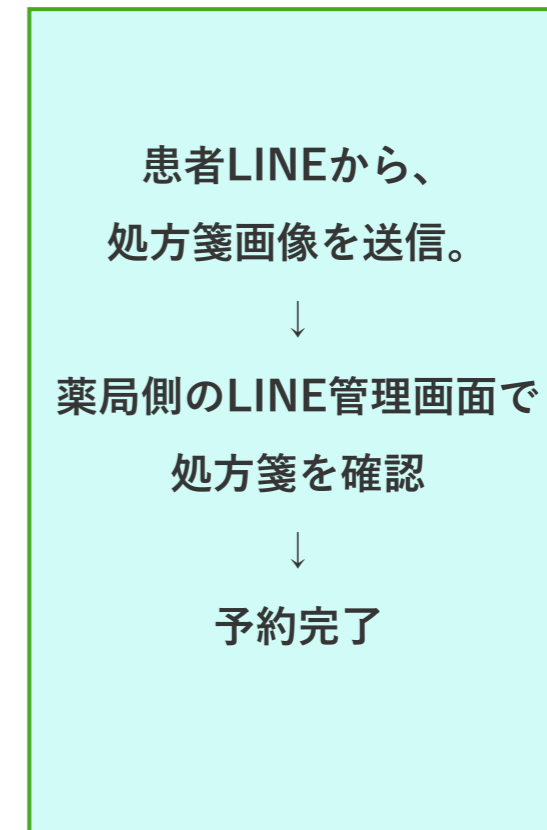 患者LINEから、
処方箋画像を送信。
↓
薬局側のLINE管理画面で
処方箋を確認
↓
予約完了